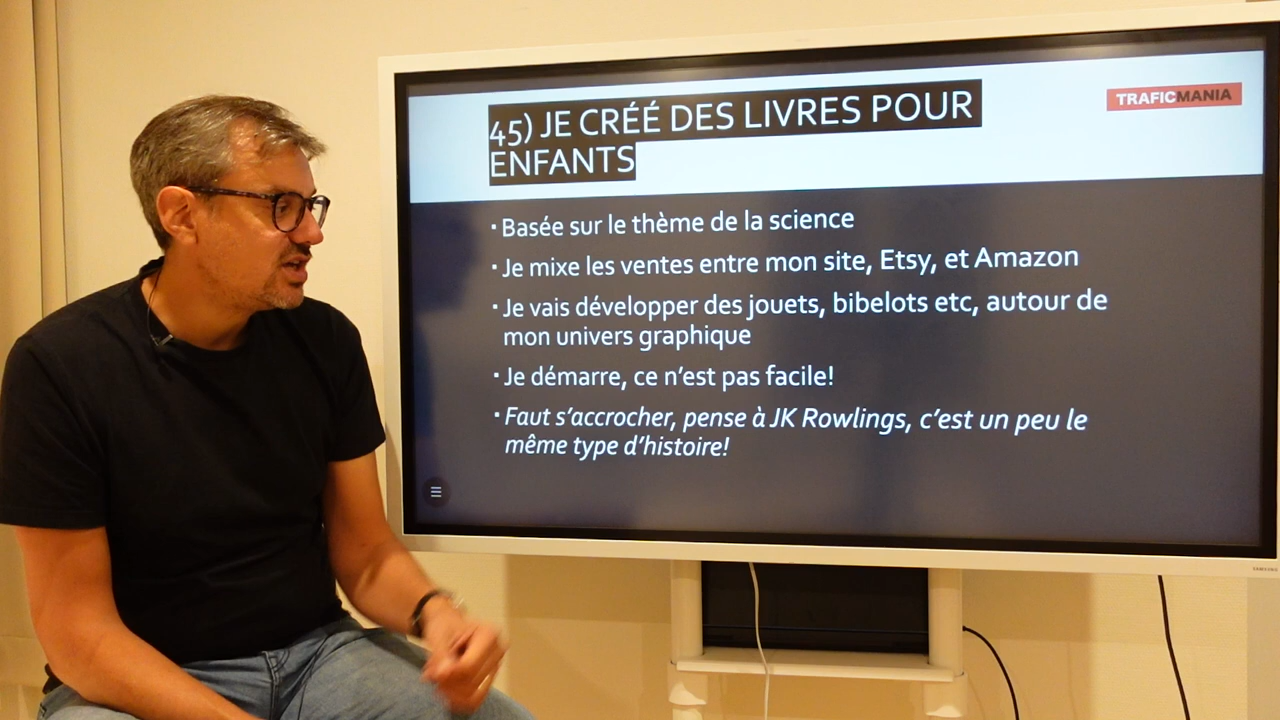 45) JE CRÉÉ DES LIVRES POUR
ENFANTS
TRAFICMANIA
▪ Basée sur le thème de la science
▪ Je mixe les ventes entre mon site, Etsy, et Amazon
▪ Je vais développer des jouets, bibelots etc, autour de
mon univers graphique
▪ Je démarre, ce n’est pas facile!
▪ Faut s’accrocher, pense à JK Rowlings, c’est un peu le
même type d’histoire!
SAMSUNG